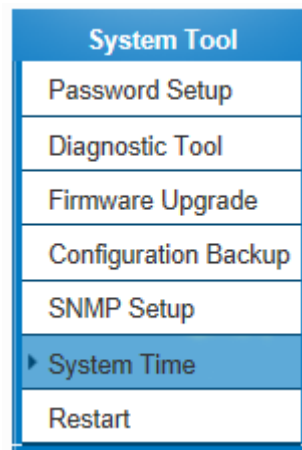 System Tool
Password Setup
Diagnostic Tool
Firmware Upgrade
Configuration Backup
SNMP Setup
System Time
Restart